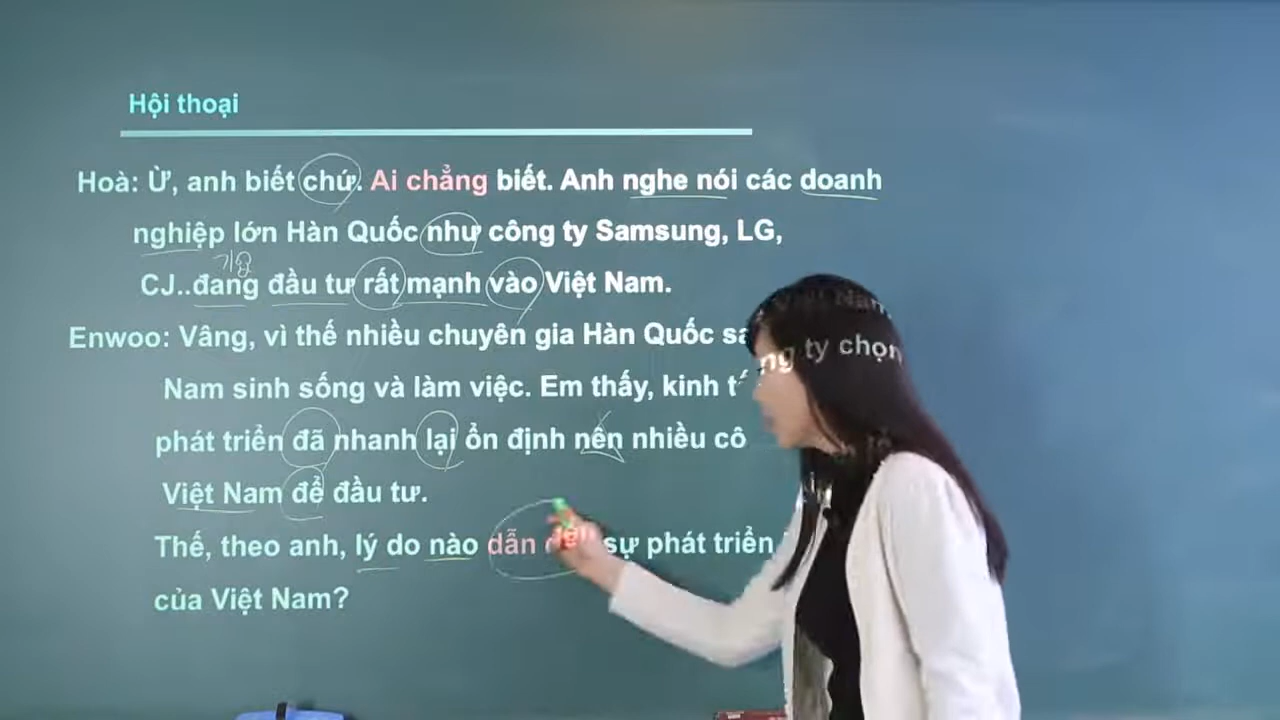 Hội thoại
Hoà: Ừ, anh biết chứ. Ai chẳng biết. Anh nghe nói các doanh
nghiệp lớn Hàn Quốc như công ty Samsung, LG,
기업
CJ..đang đầu tư rất mạnh vào Việt Nam.
Enwoo: Vâng, vì thế nhiều chuyên gia Hàn Quốc Nam
Nam sinh sống và làm việc. Em thấy, kinh
phát triển đã nhanh lại ổn định nên nhiều ty chọn
Việt Nam để đầu tư.
Thế, theo anh, lý do nào dẫn sự phát triển
của Việt Nam?